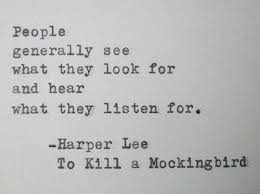 People
generally see
what they look for
and hear
what they listen for.
-Harper Lee
To Kill a Mockingbird